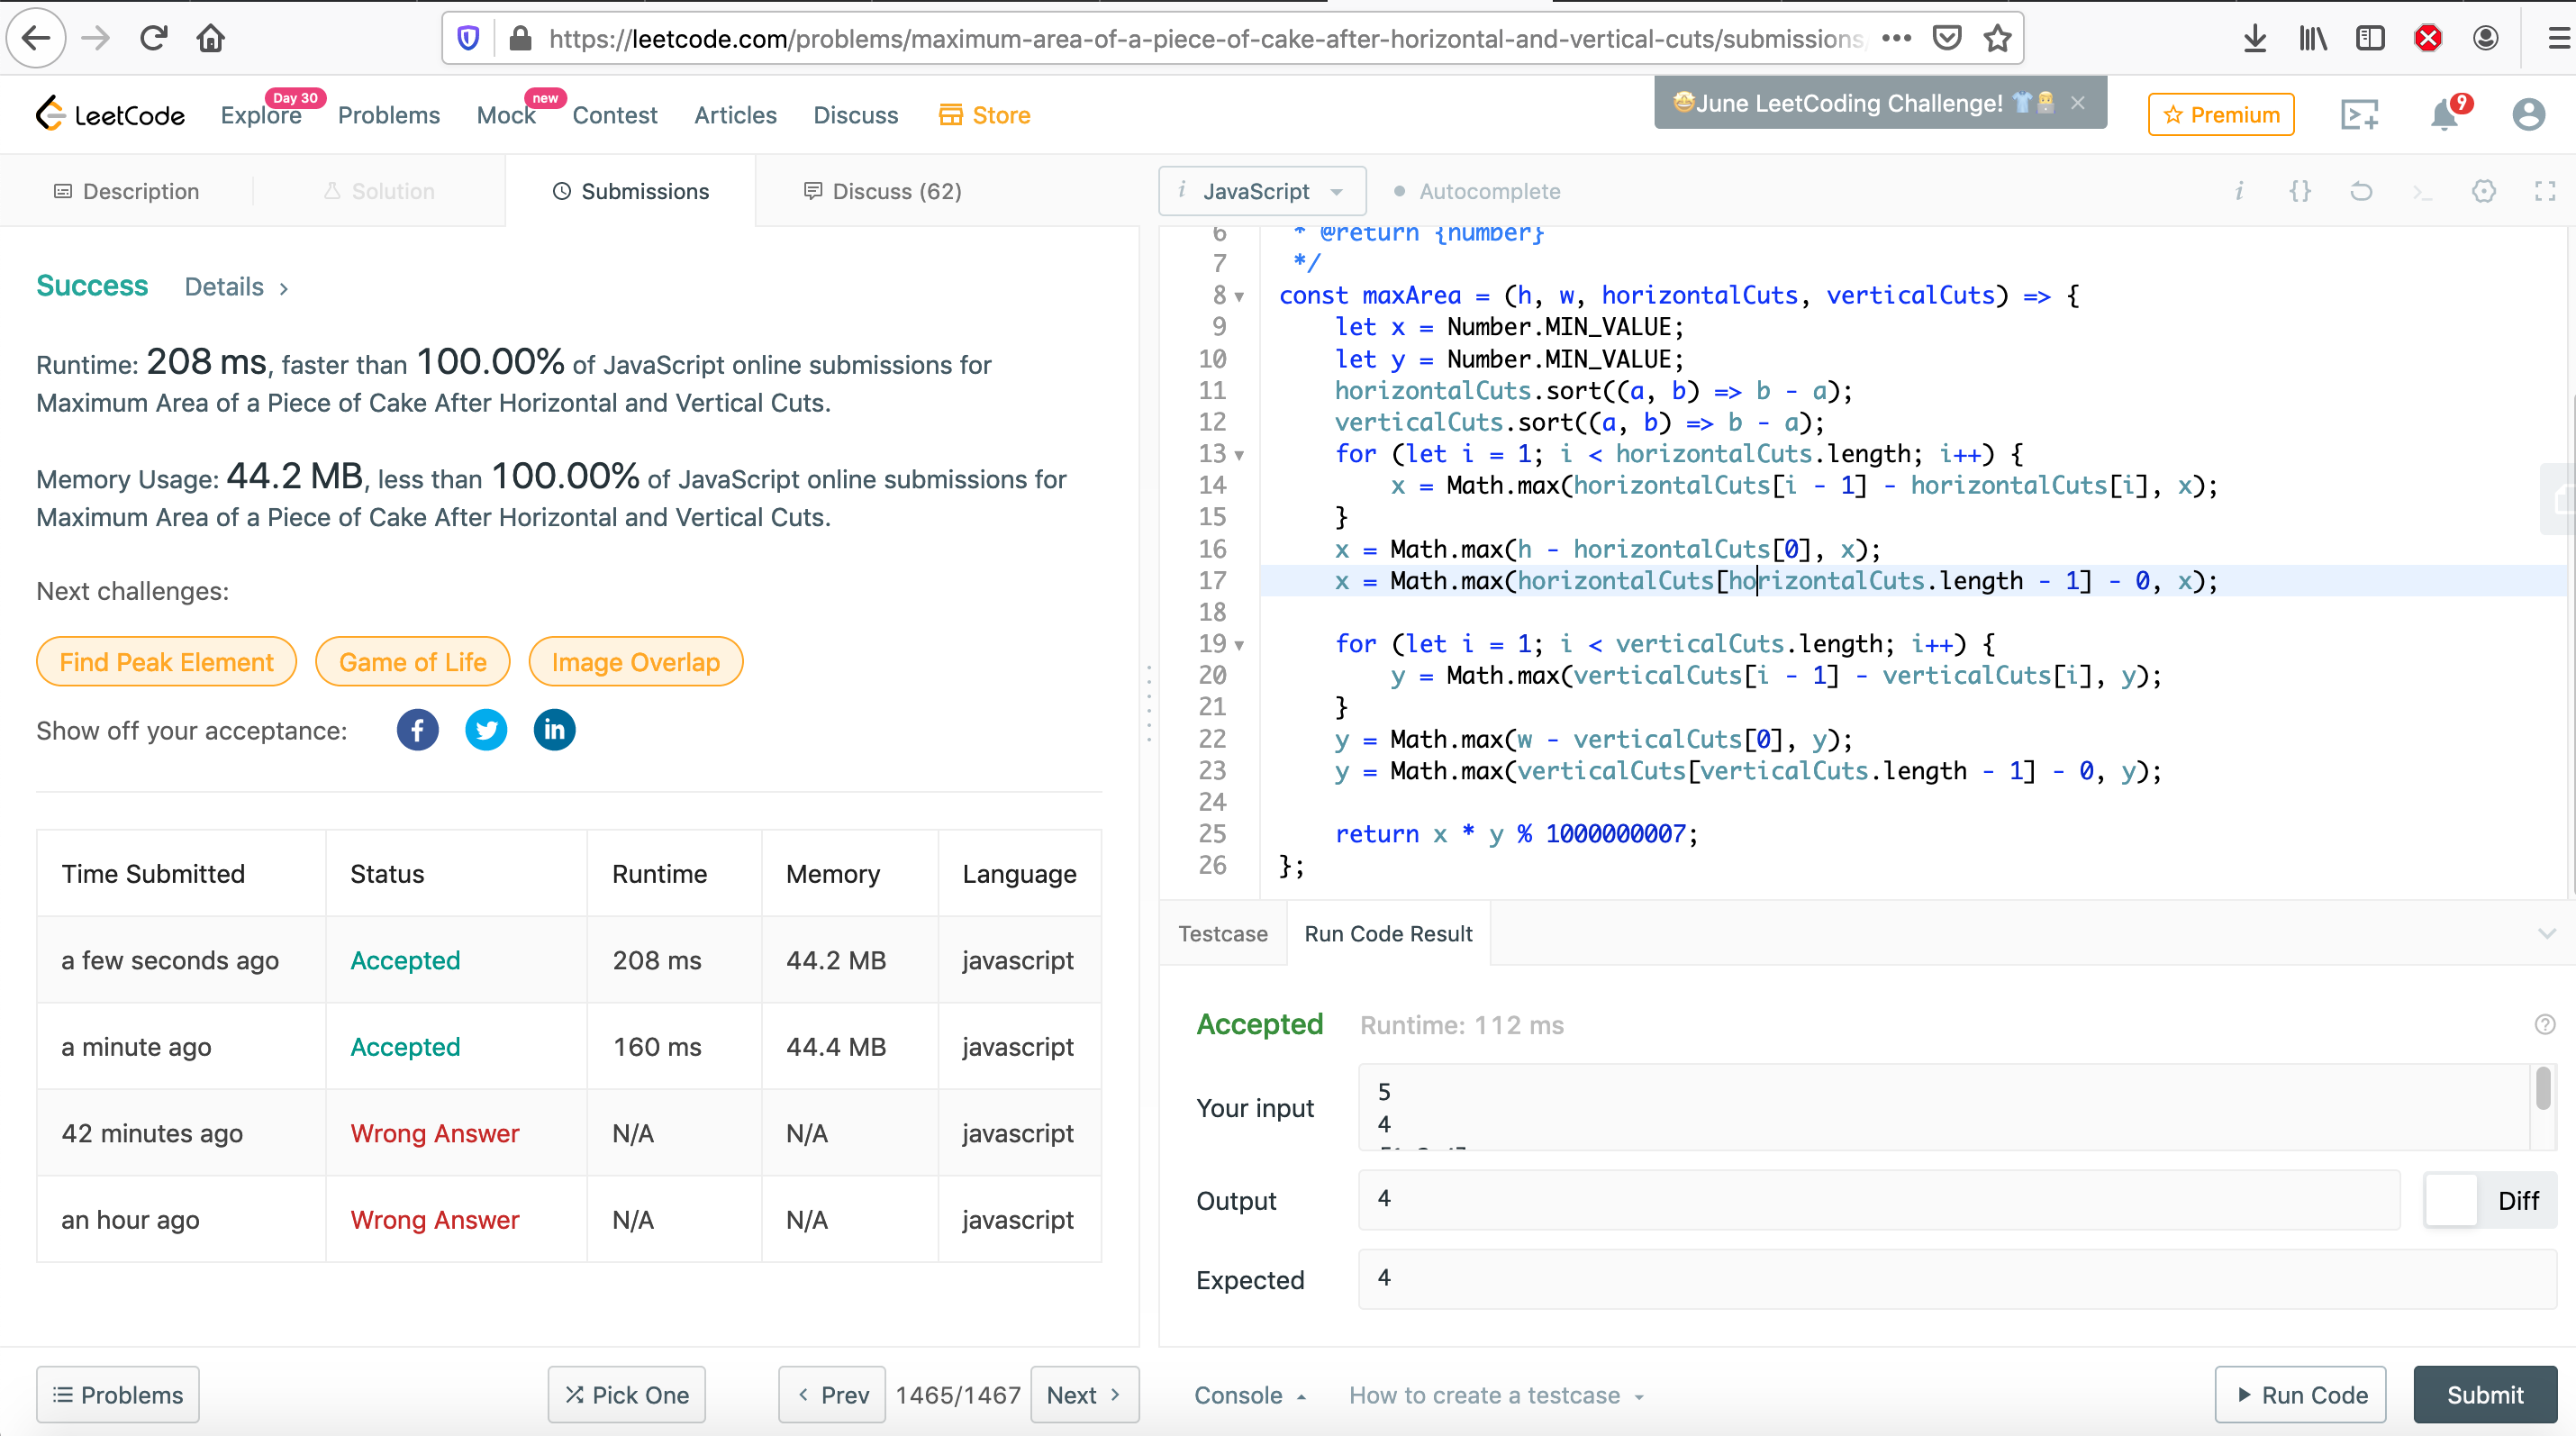 https://leetcode.com/problems/maximum-area-of-a-piece-of-cake-after-horizontal-and-vertical-cuts/submissions
LeetCode
Explore Day 30
Problems
Mock new
Contest
Articles
Discuss
Store
🤩June LeetCoding Challenge!
Premium
9
Description
Solution
Submissions
Discuss (62)
i JavaScript
Autocomplete
Success Details
Runtime: 208 ms, faster than 100.00% of JavaScript online submissions for
Maximum Area of a Piece of Cake After Horizontal and Vertical Cuts.
Memory Usage: 44.2 MB, less than 100.00% of JavaScript online submissions for
Maximum Area of a Piece of Cake After Horizontal and Vertical Cuts.
Next challenges:
Find Peak Element
Game of Life
Image Overlap
Show off your acceptance:
Time Submitted Status Runtime Memory Language
a few seconds ago Accepted 208 ms 44.2 MB javascript
a minute ago Accepted 160 ms 44.4 MB javascript
42 minutes ago Wrong Answer N/A N/A javascript
an hour ago Wrong Answer N/A N/A javascript
Problems
Pick One
Prev
1465/1467
Next
6 * @return {number}
7 */
8 const maxArea = (h, w, horizontalCuts, verticalCuts) => {
9 let x = Number.MIN_VALUE;
10 let y = Number.MIN_VALUE;
11 horizontalCuts.sort((a, b) => b - a);
12 verticalCuts.sort((a, b) => b - a);
13 for (let i = 1; i < horizontalCuts.length; i++) {
14 x = Math.max(horizontalCuts[i - 1] - horizontalCuts[i], x);
15 }
16 x = Math.max(h - horizontalCuts[0], x);
17 x = Math.max(horizontalCuts[horizontalCuts.length - 1] - 0, x);
18
19 for (let i = 1; i < verticalCuts.length; i++) {
20 y = Math.max(verticalCuts[i - 1] - verticalCuts[i], y);
21 }
22 y = Math.max(w - verticalCuts[0], y);
23 y = Math.max(verticalCuts[verticalCuts.length - 1] - 0, y);
24
25 return x * y % 1000000007;
26 };
Testcase
Run Code Result
Accepted Runtime: 112 ms
Your input
5
4
Output
4
Diff
Expected
4
Console
How to create a testcase
Run Code
Submit